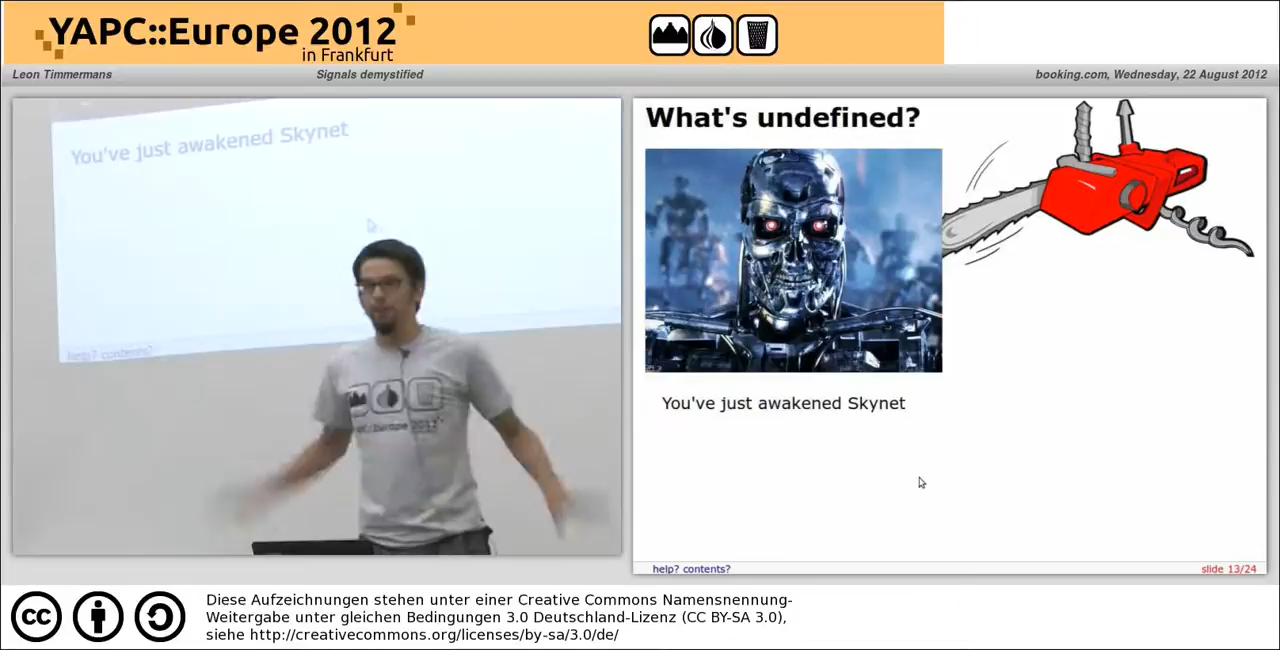 YAPC::Europe 2012
in Frankfurt
Leon Timmermans
Signals demystified
booking.com, Wednesday, 22 August 2012
You've just awakened Skynet
help? contents?
Europe 2012
What's undefined?
You've just awakened Skynet
help? contents?
slide 13/24
cc
Diese Aufzeichnungen stehen unter einer Creative Commons Namensnennung-
Weitergabe unter gleichen Bedingungen 3.0 Deutschland-Lizenz (CC BY-SA 3.0),
siehe http://creativecommons.org/licenses/by-sa/3.0/de/